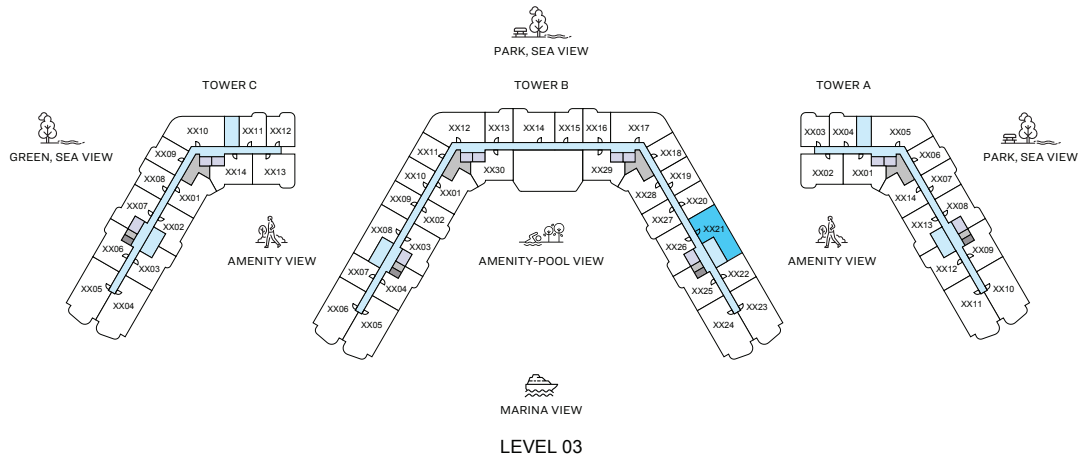 PARK, SEA VIEW
TOWER C
TOWER B
TOWER A
GREEN, SEA VIEW
PARK, SEA VIEW
XX10
XX11
XX12
XX09
XX08
XX14
XX13
XX07
XX01
XX02
XX06
XX03
XX05
XX04
AMENITY VIEW
XX12
XX13
XX14
XX15
XX16
XX17
XX11
XX18
XX10
XX30
XX29
XX19
XX09
XX01
XX28
XX20
XX08
XX02
XX27
XX21
XX07
XX03
XX26
XX22
XX06
XX04
XX25
XX23
XX05
XX24
AMENITY-POOL VIEW
AMENITY VIEW
XX03
XX04
XX05
XX02
XX01
XX06
XX14
XX13
XX08
XX12
XX09
XX11
XX10
MARINA VIEW
LEVEL 03